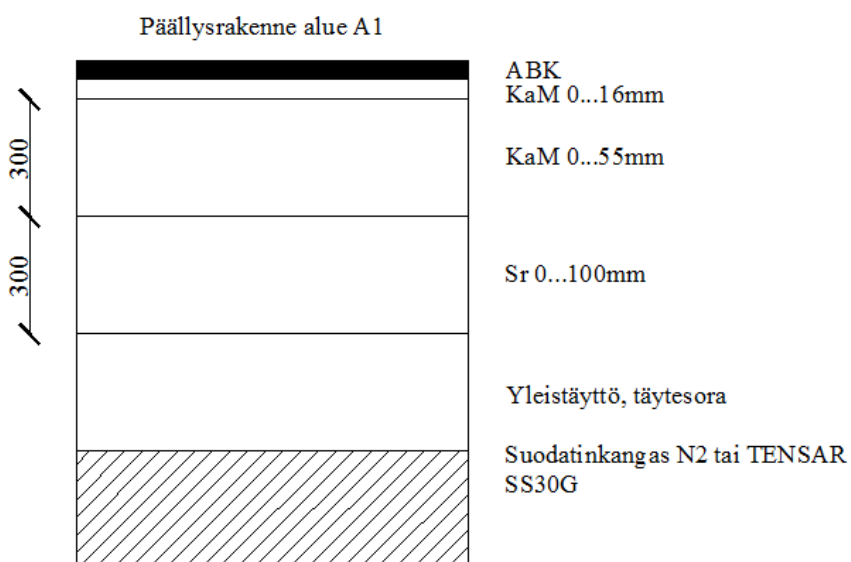 Päällysrakenne alue A1
ABK
KaM 0...16mm
300
KaM 0...55mm
300
Sr 0...100mm
Yleistäyttö, täytesora
Suodatinkangas N2 tai TENSAR
SS30G